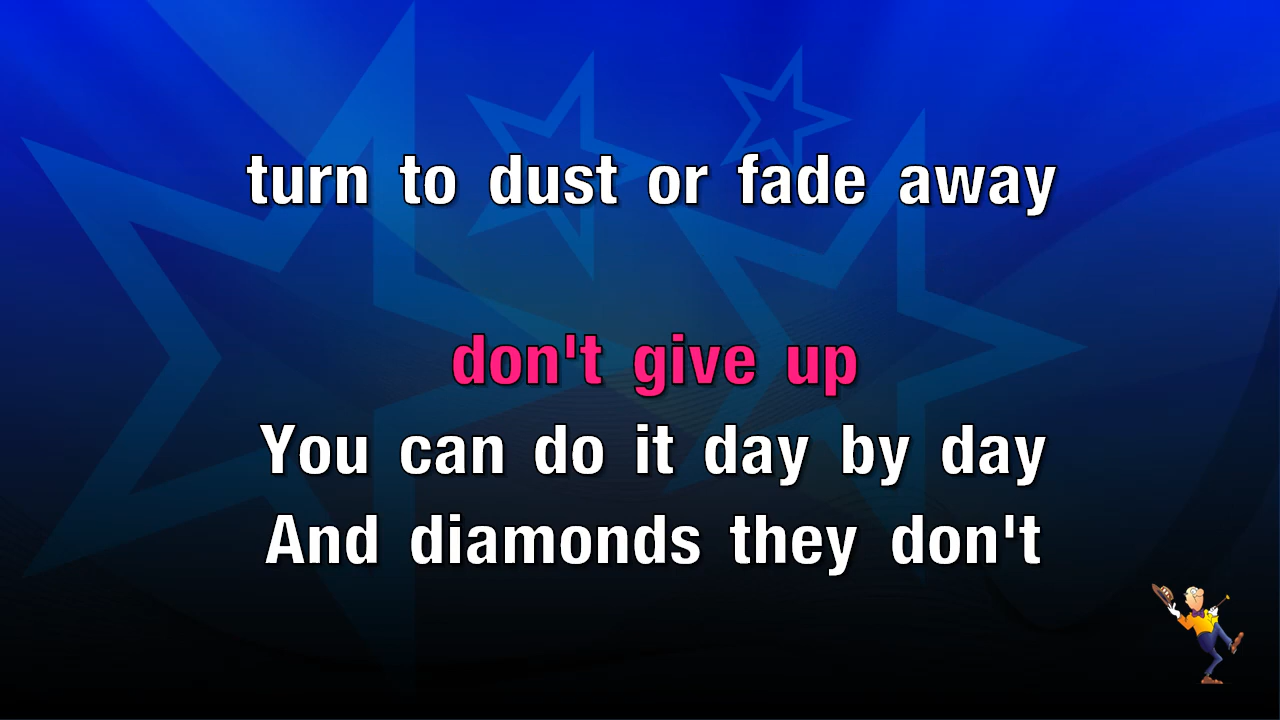 turn to dust or fade away
don't give up
You can do it day by day
And diamonds they don't